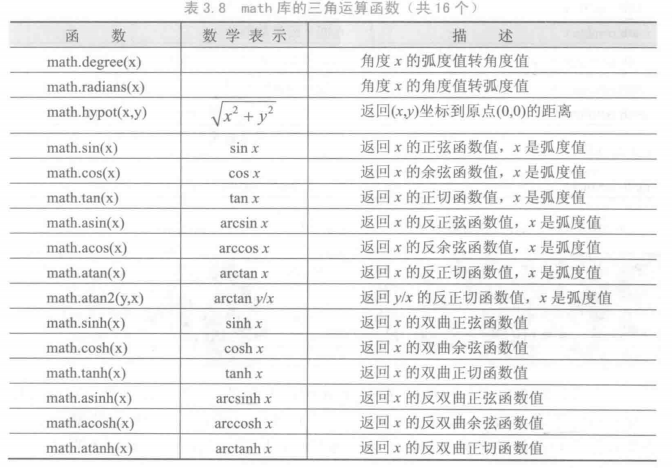 表 3.8 math 库的三角运算函数（共 16 个）
函 数 数 学 表 示 描 述
math.degree(x) 角度 x 的弧度值转角度值
math.radians(x) 角度 x 的角度值转弧度值
math.hypot(x,y) √x² + y² 返回(x,y)坐标到原点(0,0)的距离
math.sin(x) sin x 返回 x 的正弦函数值，x 是弧度值
math.cos(x) cos x 返回 x 的余弦函数值，x 是弧度值
math.tan(x) tan x 返回 x 的正切函数值，x 是弧度值
math.asin(x) arcsin x 返回 x 的反正弦函数值，x 是弧度值
math.acos(x) arccos x 返回 x 的反余弦函数值，x 是弧度值
math.atan(x) arctan x 返回 x 的反正切函数值，x 是弧度值
math.atan2(y,x) arctan y/x 返回 y/x 的反正切函数值，x 是弧度值
math.sinh(x) sinh x 返回 x 的双曲正弦函数值
math.cosh(x) cosh x 返回 x 的双曲余弦函数值
math.tanh(x) tanh x 返回 x 的双曲正切函数值
math.asinh(x) arcsinh x 返回 x 的反双曲正弦函数值
math.acosh(x) arccosh x 返回 x 的反双曲余弦函数值
math.atanh(x) arctanh x 返回 x 的反双曲正切函数值